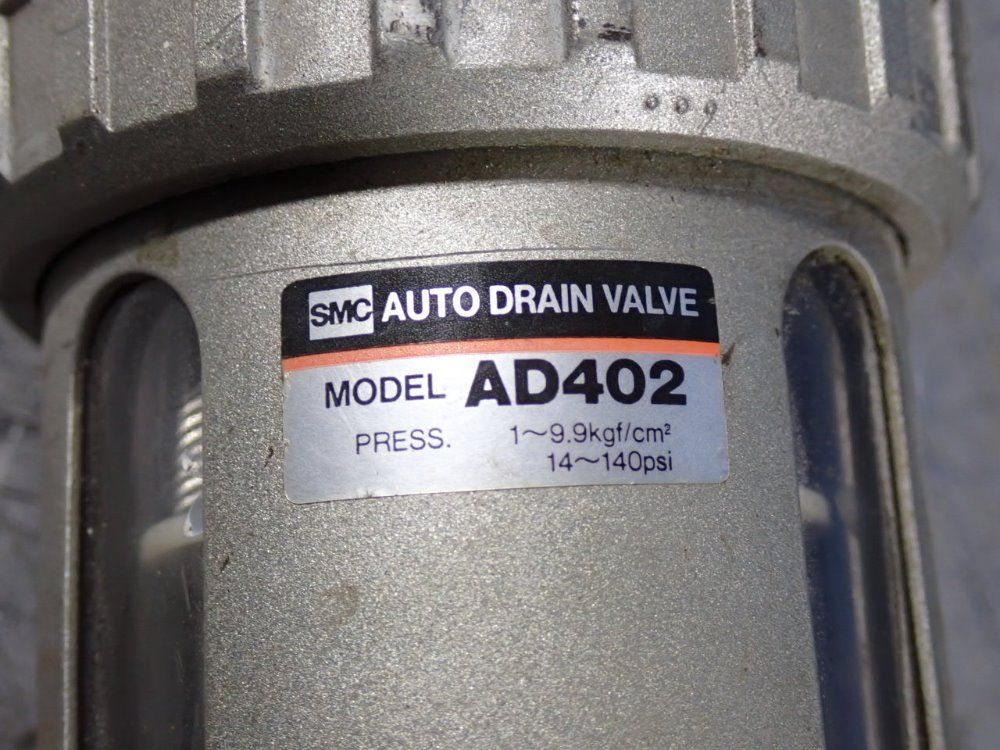 SMC AUTO DRAIN VALVE
MODEL AD402
PRESS. 1~9.9kgf/cm²
14~140psi